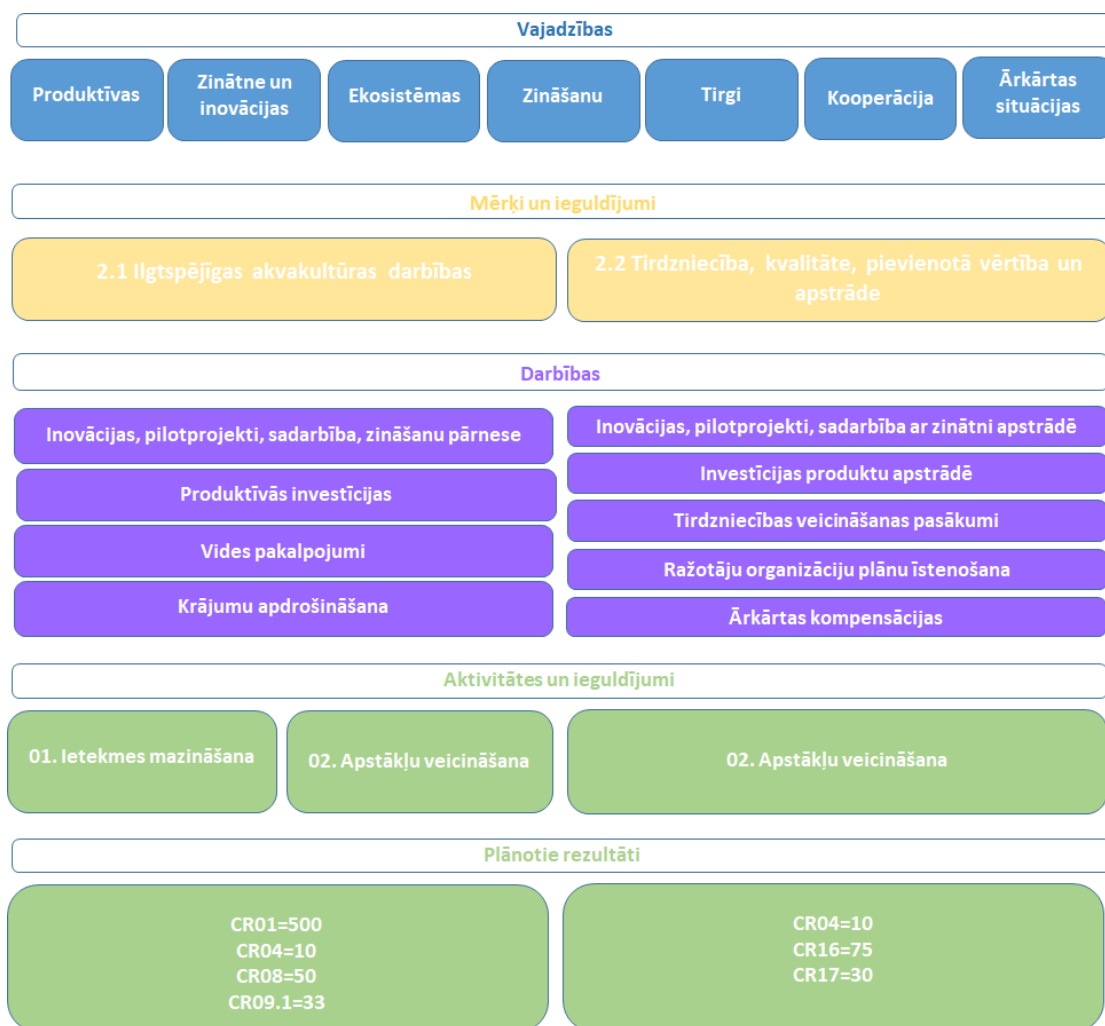 Vajadzības
Produktīvas
Zinātne un
inovācijas
Ekosistēmas
Zināšanu
Tirgi
Kooperācija
Ārkārtas
situācijas
Mērķi un ieguldījumi
2.1 Ilgtspējīgas akvakultūras darbības
2.2 Tirdzniecība, kvalitāte, pievienotā vērtība un
apstrāde
Darbības
Inovācijas, pilotprojekti, sadarbība, zināšanu pārnese
Produktīvās investīcijas
Vides pakalpojumi
Krājumu apdrošināšana
Inovācijas, pilotprojekti, sadarbība ar zinātni apstrādē
Investīcijas produktu apstrādē
Tirdzniecības veicināšanas pasākumi
Ražotāju organizāciju plānu īstenošana
Ārkārtas kompensācijas
Aktivitātes un ieguldījumi
01. Ietekmes mazināšana
02. Apstākļu veicināšana
02. Apstākļu veicināšana
Plānotie rezultāti
CR01=500
CR04=10
CR08=50
CR09.1=33
CR04=10
CR16=75
CR17=30